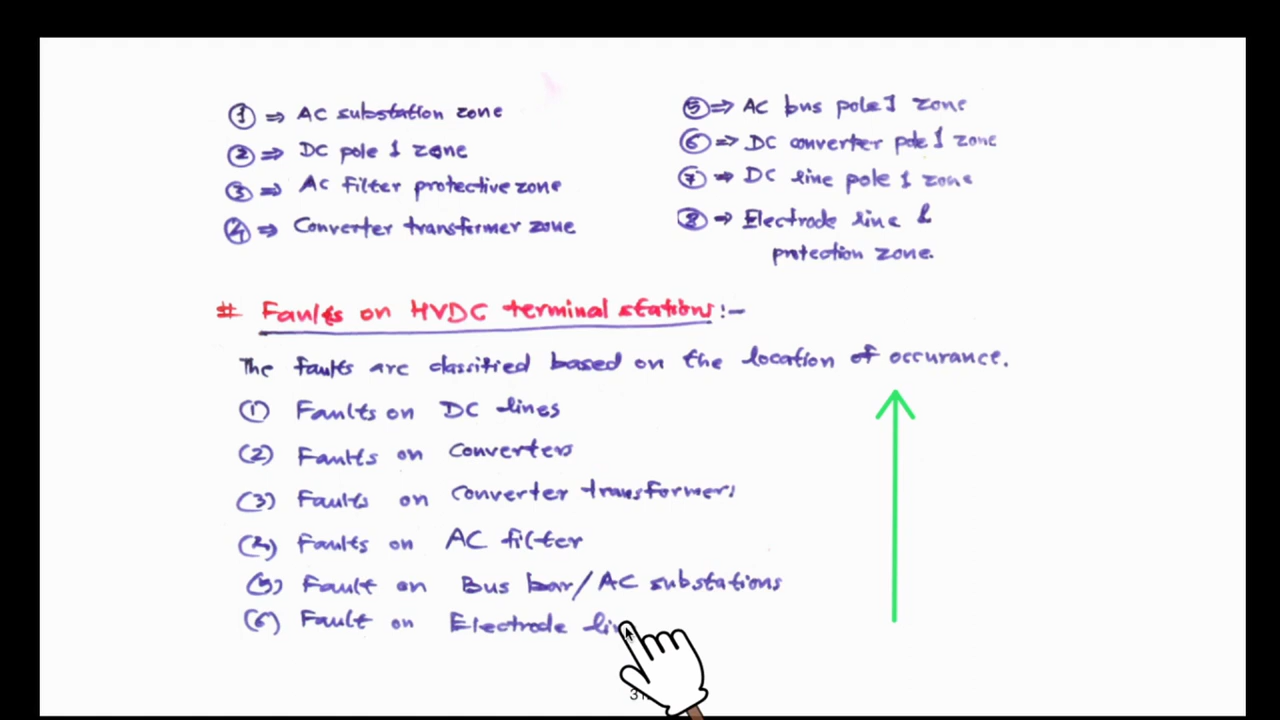 ① ⇒ AC substation zone
② ⇒ DC pole 1 zone
③ ⇒ AC Filter protective zone
④ ⇒ Converter transformer zone
⑤ ⇒ AC bus pole 1 zone
⑥ ⇒ DC converter pole 1 zone
⑦ ⇒ DC line pole 1 zone
⑧ ⇒ Electrode line &
protection zone.
# Faults on HVDC terminal stations :-
The faults are classified based on the location of occurance.
(1) Faults on DC lines
(2) Faults on Converters
(3) Faults on Converter transformers
(4) Faults on AC filter
(5) Fault on Bus bar/AC substations
(6) Fault on Electrode